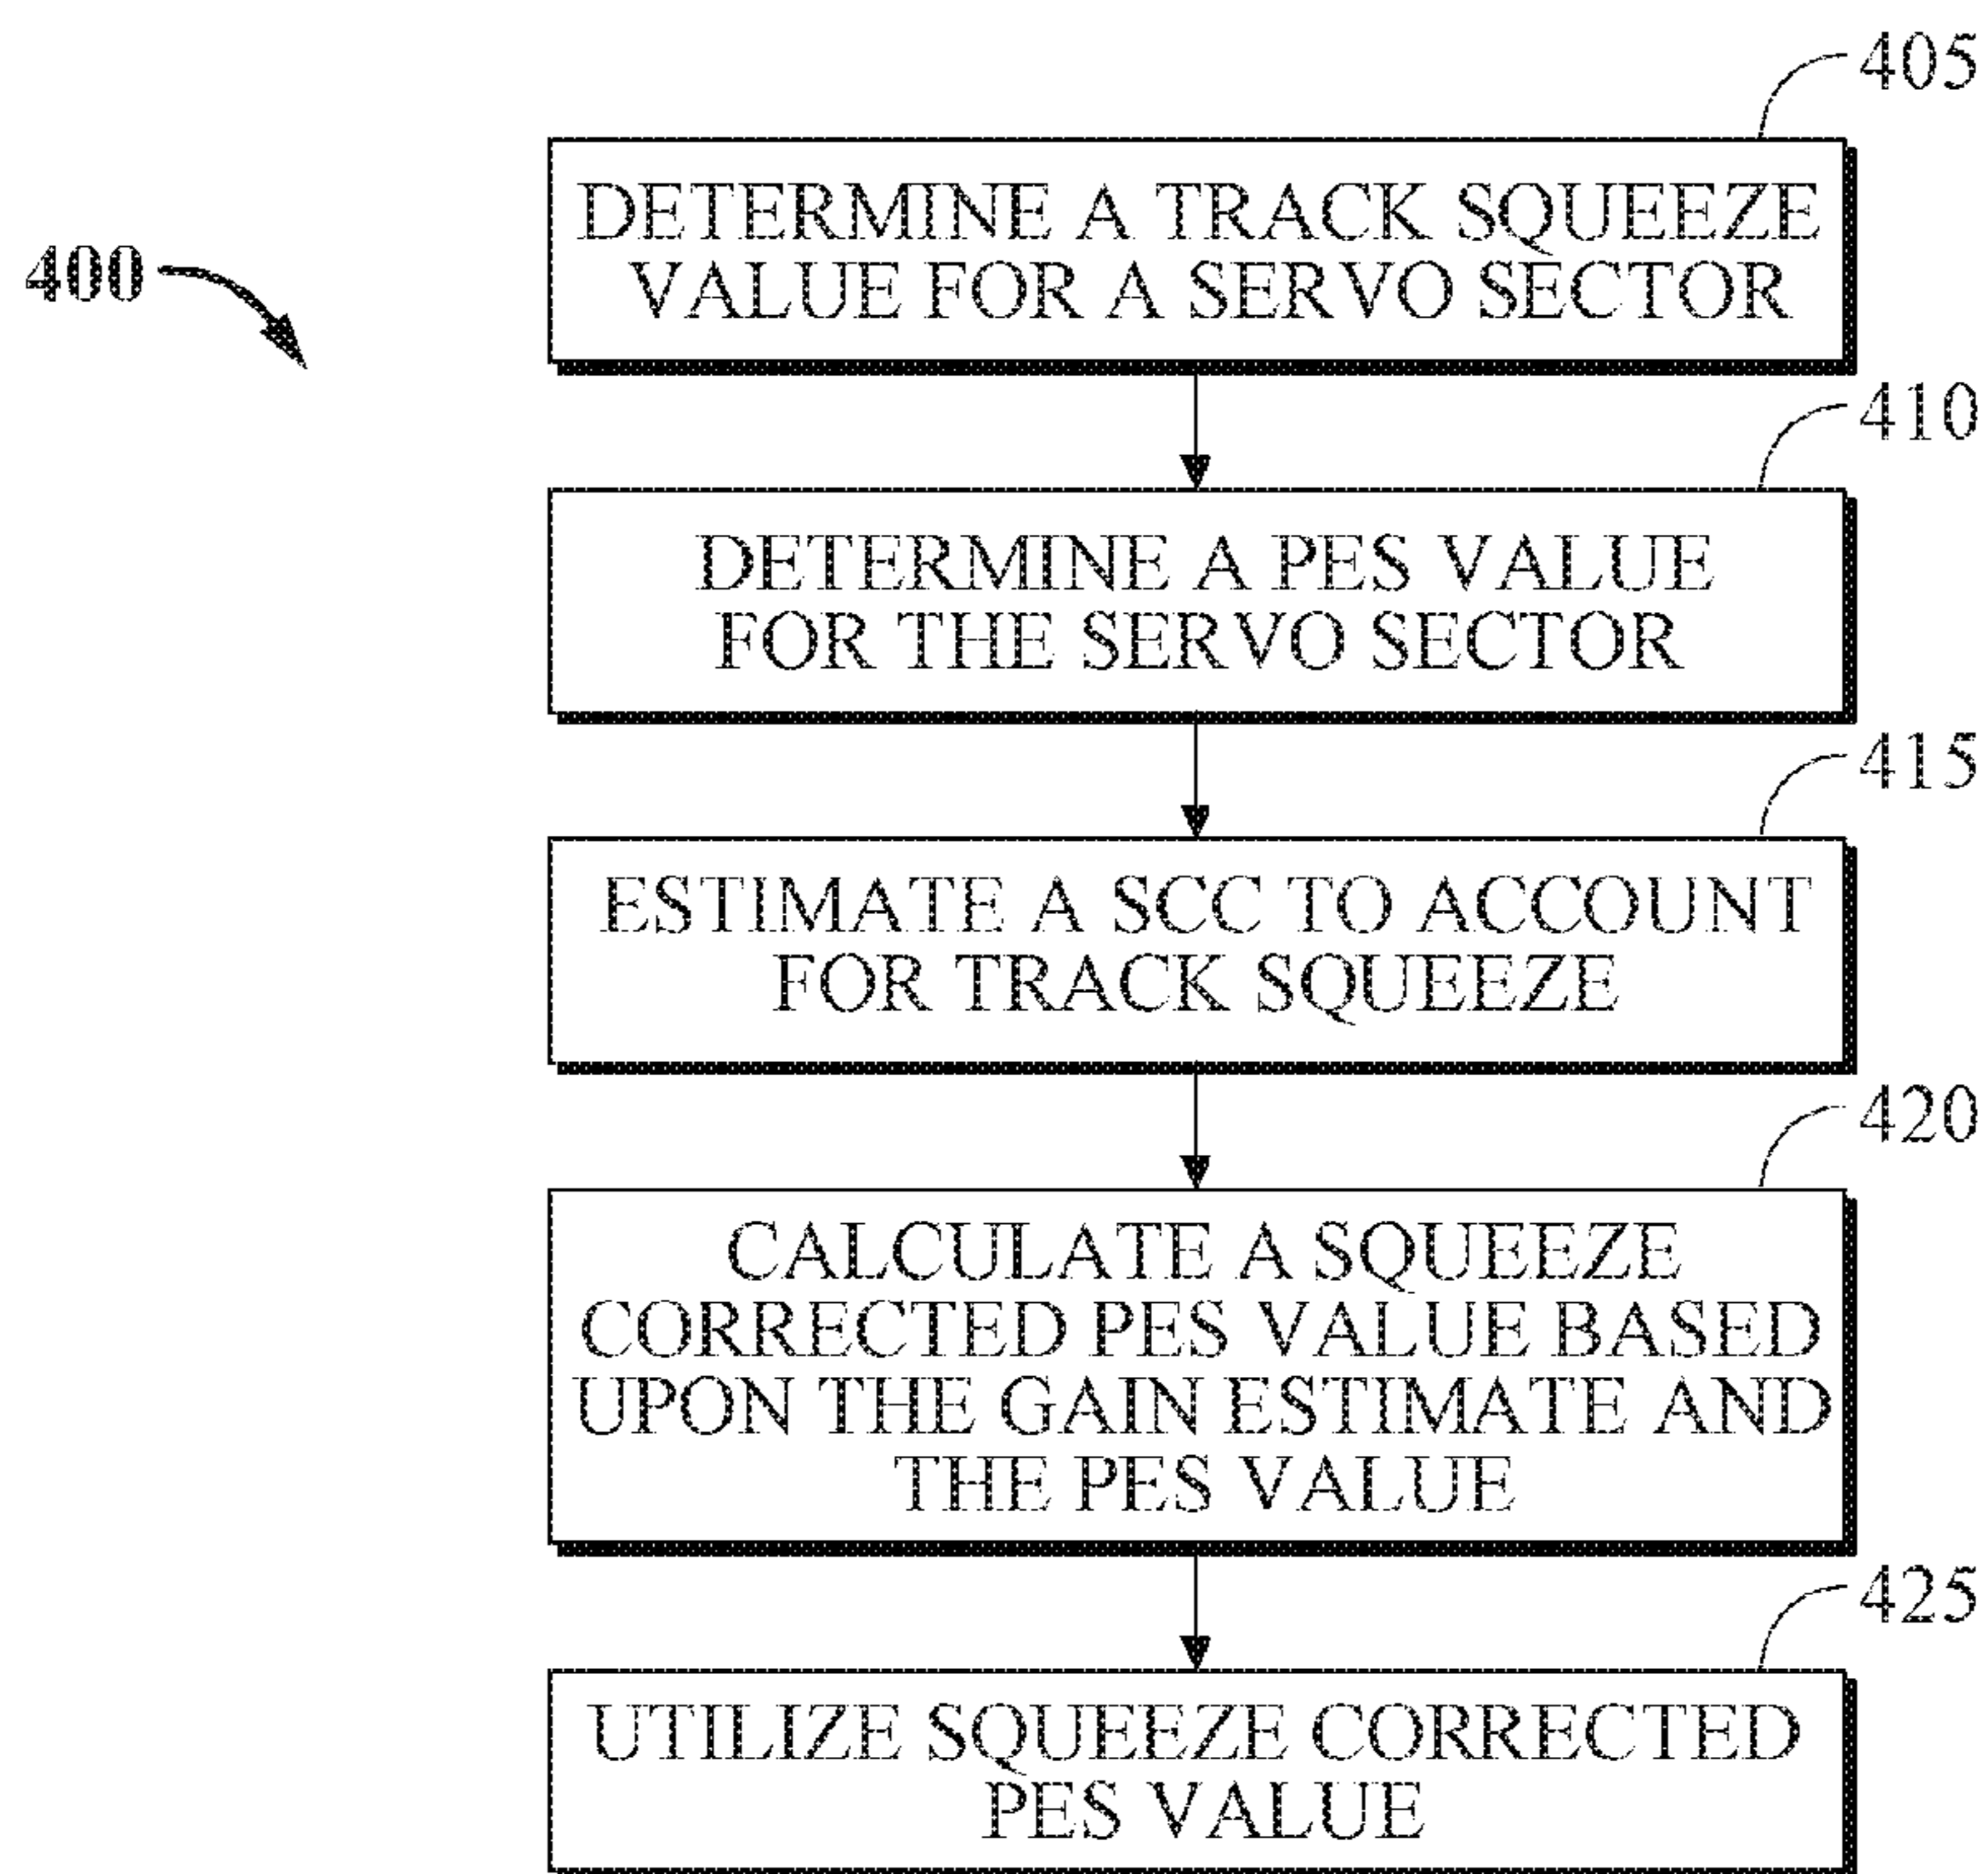 405
DETERMINE A TRACK SQUEEZE
VALUE FOR A SERVO SECTOR
400
410
DETERMINE A PES VALUE
FOR THE SERVO SECTOR
415
ESTIMATE A SCC TO ACCOUNT
FOR TRACK SQUEEZE
420
CALCULATE A SQUEEZE
CORRECTED PES VALUE BASED
UPON THE GAIN ESTIMATE AND
THE PES VALUE
425
UTILIZE SQUEEZE CORRECTED
PES VALUE